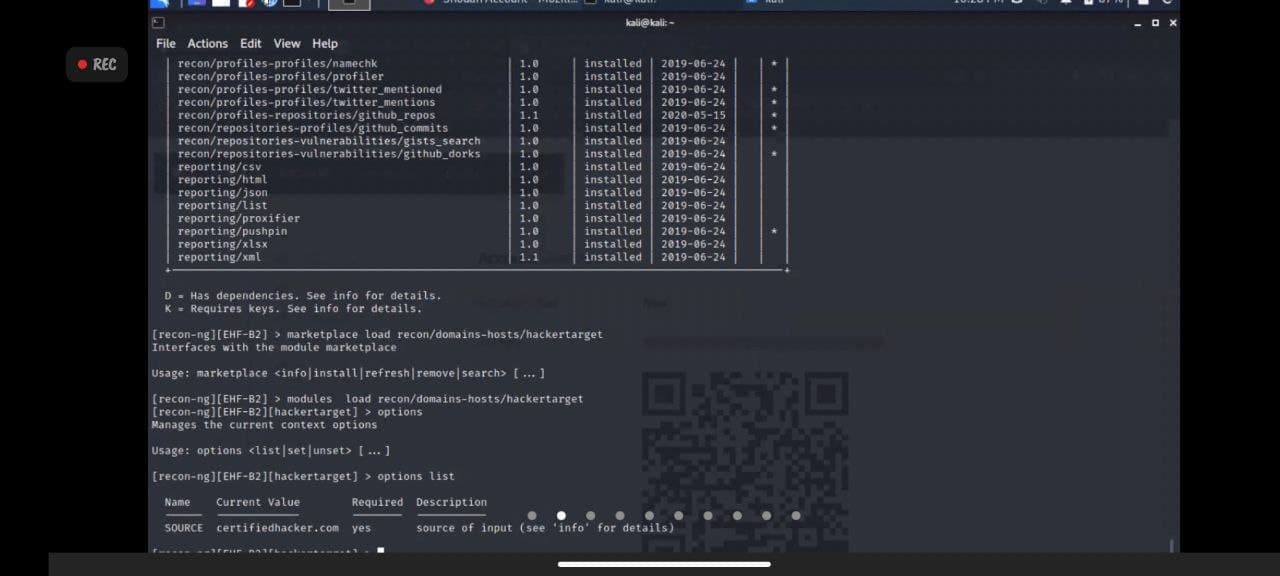 kali@kali: ~
File Actions Edit View Help
REC
| recon/profiles-profiles/namechk | 1.0 | installed | 2019-06-24 | | * |
| recon/profiles-profiles/profiler | 1.0 | installed | 2019-06-24 | | |
| recon/profiles-profiles/twitter_mentioned | 1.0 | installed | 2019-06-24 | | * |
| recon/profiles-profiles/twitter_mentions | 1.0 | installed | 2019-06-24 | | * |
| recon/profiles-repositories/github_repos | 1.1 | installed | 2020-05-15 | | * |
| recon/repositories-profiles/github_commits | 1.0 | installed | 2019-06-24 | | * |
| recon/repositories-vulnerabilities/gists_search | 1.0 | installed | 2019-06-24 | | |
| recon/repositories-vulnerabilities/github_dorks | 1.0 | installed | 2019-06-24 | | * |
| reporting/csv | 1.0 | installed | 2019-06-24 | | |
| reporting/html | 1.0 | installed | 2019-06-24 | | |
| reporting/json | 1.0 | installed | 2019-06-24 | | |
| reporting/list | 1.0 | installed | 2019-06-24 | | |
| reporting/proxifier | 1.0 | installed | 2019-06-24 | | |
| reporting/pushpin | 1.0 | installed | 2019-06-24 | | * |
| reporting/xlsx | 1.0 | installed | 2019-06-24 | | |
| reporting/xml | 1.1 | installed | 2019-06-24 | | |
D = Has dependencies. See info for details.
K = Requires keys. See info for details.
[recon-ng][EHF-B2] > marketplace load recon/domains-hosts/hackertarget
Interfaces with the module marketplace
Usage: marketplace <info|install|refresh|remove|search> [ ... ]
[recon-ng][EHF-B2] > modules  load recon/domains-hosts/hackertarget
[recon-ng][EHF-B2][hackertarget] > options
Manages the current context options
Usage: options <list|set|unset> [ ... ]
[recon-ng][EHF-B2][hackertarget] > options list
Name Current Value Required Description
SOURCE certifiedhacker.com yes source of input (see 'info' for details)